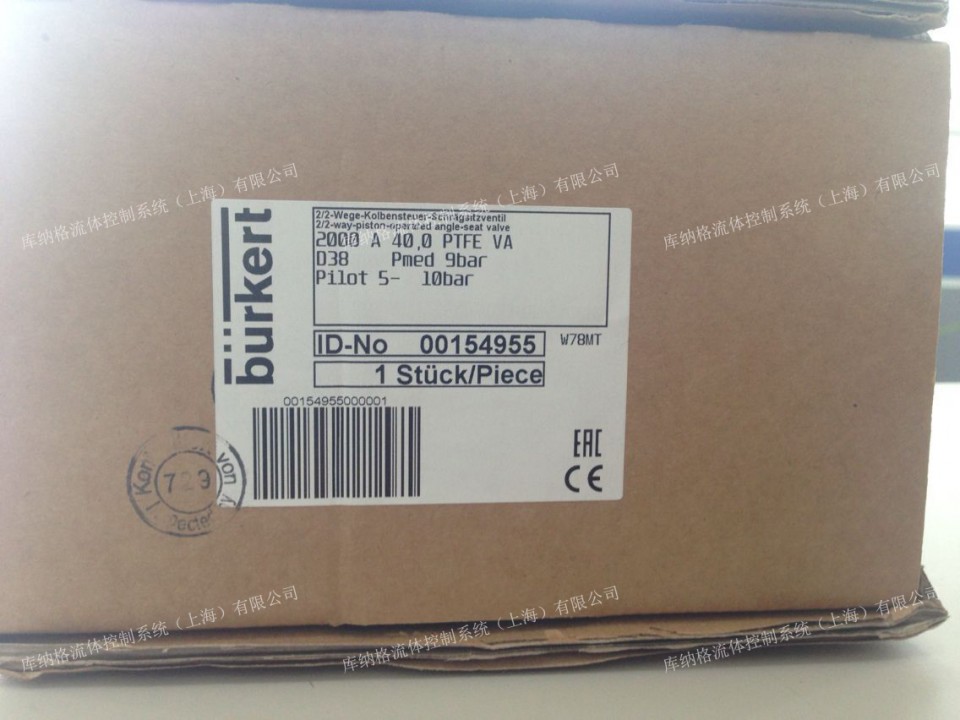 库纳格流体控制系统（上海）有限公司
库纳格流体控制系统（上海）有限公司
库纳格流体控制系统（上海）有限公司
bürkert
2/2-Wege-Kolbensteuer-Schrägsitzventil
2/2-way-piston-operated angle-seat valve
2000 A 40,0 PTFE VA
D38 Pmed 9bar
Pilot 5- 10bar
ID-No 00154955
W78MT
1 Stück/Piece
00154955000001
EAC
CE
von
729
库纳格流体控制系统（上海）有限公司
库纳格流体控制系统（上海）有限公司
库纳格流体控制系统（上海）有限公司